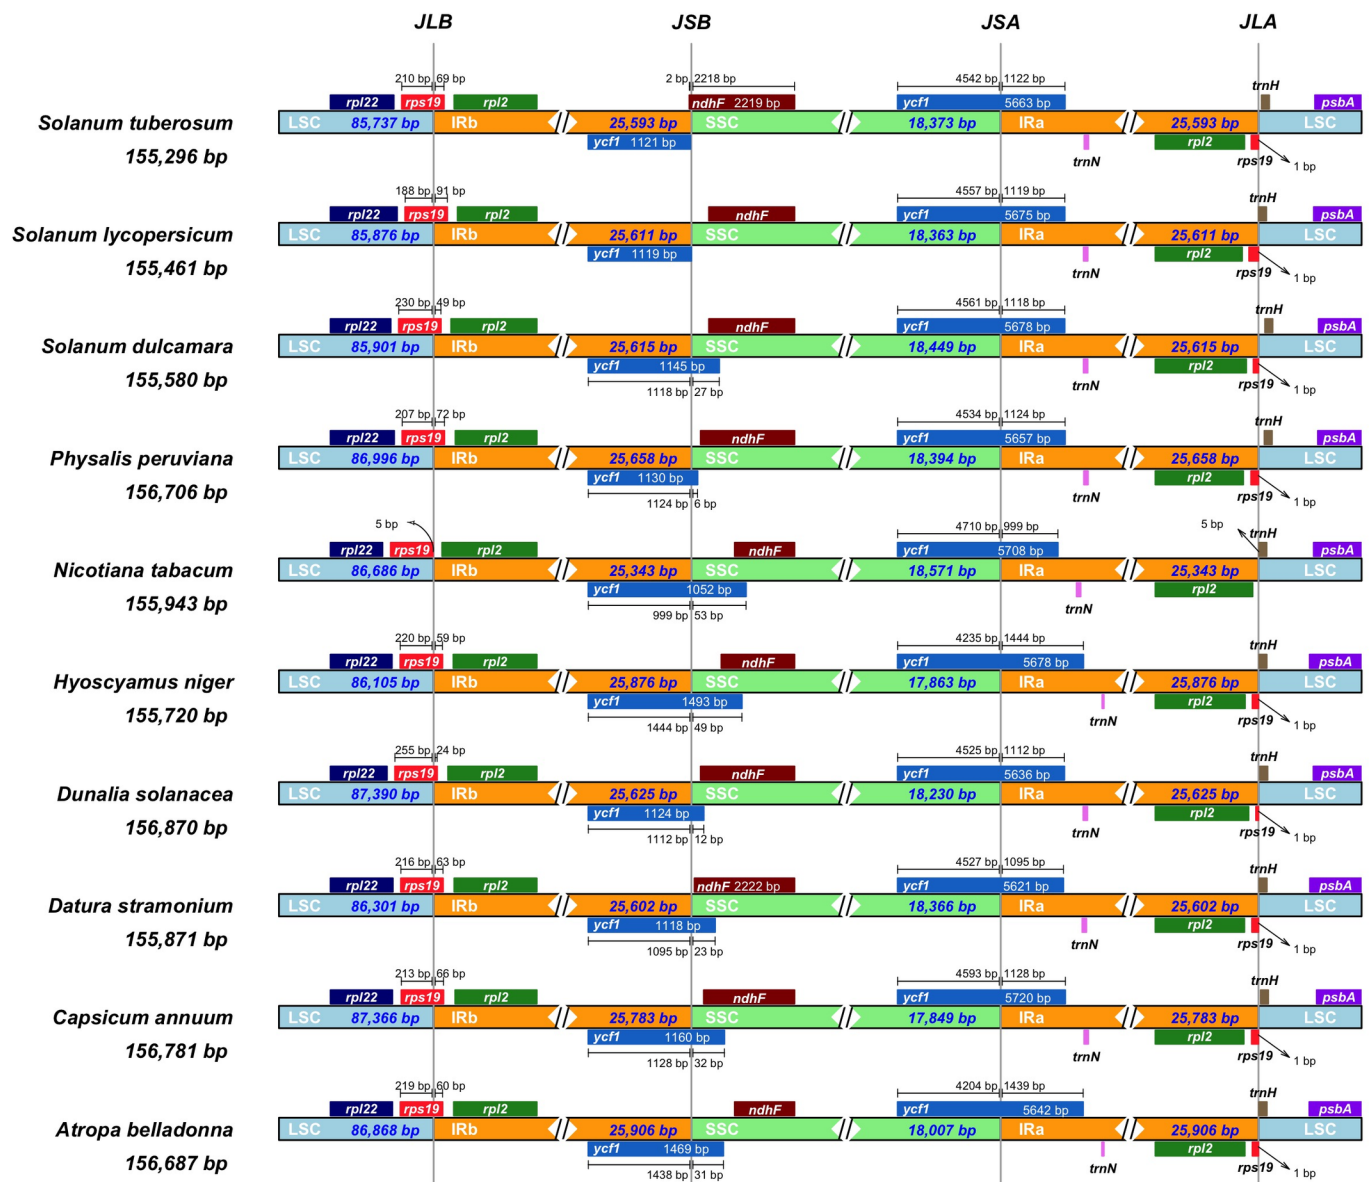 JLB JSB JSA JLA
210 bp 69 bp 2 bp 2218 bp 4542 bp 1122 bp trnH
rpl22 rps19 rpl2 ndhF 2219 bp ycf1 5663 bp psbA
Solanum tuberosum LSC 85,737 bp IRb 25,593 bp SSC 18,373 bp IRa 25,593 bp LSC
ycf1 1121 bp trnN rpl2 rps19 1 bp
155,296 bp
188 bp 91 bp 4557 bp 1119 bp trnH
rpl22 rps19 rpl2 ndhF ycf1 5675 bp psbA
Solanum lycopersicum LSC 85,876 bp IRb 25,611 bp SSC 18,363 bp IRa 25,611 bp LSC
ycf1 1119 bp trnN rpl2 rps19 1 bp
155,461 bp
230 bp 49 bp 4561 bp 1118 bp trnH
rpl22 rps19 rpl2 ndhF ycf1 5678 bp psbA
Solanum dulcamara LSC 85,901 bp IRb 25,615 bp SSC 18,449 bp IRa 25,615 bp LSC
ycf1 1145 bp trnN rpl2 rps19 1 bp
155,580 bp 1118 bp 27 bp
207 bp 72 bp 4534 bp 1124 bp trnH
rpl22 rps19 rpl2 ndhF ycf1 5657 bp psbA
Physalis peruviana LSC 86,996 bp IRb 25,658 bp SSC 18,394 bp IRa 25,658 bp LSC
ycf1 1130 bp trnN rpl2 rps19 1 bp
156,706 bp 1124 bp 6 bp
5 bp 4710 bp 999 bp 5 bp trnH
rpl22 rps19 rpl2 ndhF ycf1 5708 bp psbA
Nicotiana tabacum LSC 86,686 bp IRb 25,343 bp SSC 18,571 bp IRa 25,343 bp LSC
ycf1 1052 bp trnN rpl2
155,943 bp 999 bp 53 bp
220 bp 59 bp 4235 bp 1444 bp trnH
rpl22 rps19 rpl2 ndhF ycf1 5678 bp psbA
Hyoscyamus niger LSC 86,105 bp IRb 25,876 bp SSC 17,863 bp IRa 25,876 bp LSC
ycf1 1493 bp trnN rpl2 rps19 1 bp
155,720 bp 1444 bp 49 bp
255 bp 24 bp 4525 bp 1112 bp trnH
rpl22 rps19 rpl2 ndhF ycf1 5636 bp psbA
Dunalia solanacea LSC 87,390 bp IRb 25,625 bp SSC 18,230 bp IRa 25,625 bp LSC
ycf1 1124 bp trnN rpl2 rps19 1 bp
156,870 bp 1112 bp 12 bp
216 bp 63 bp 4527 bp 1095 bp trnH
rpl22 rps19 rpl2 ndhF 2222 bp ycf1 5621 bp psbA
Datura stramonium LSC 86,301 bp IRb 25,602 bp SSC 18,366 bp IRa 25,602 bp LSC
ycf1 1118 bp trnN rpl2 rps19 1 bp
155,871 bp 1095 bp 23 bp
213 bp 66 bp 4593 bp 1128 bp trnH
rpl22 rps19 rpl2 ndhF ycf1 5720 bp psbA
Capsicum annuum LSC 87,366 bp IRb 25,783 bp SSC 17,849 bp IRa 25,783 bp LSC
ycf1 1160 bp trnN rpl2 rps19 1 bp
156,781 bp 1128 bp 32 bp
219 bp 60 bp 4204 bp 1439 bp trnH
rpl22 rps19 rpl2 ndhF ycf1 5642 bp psbA
Atropa belladonna LSC 86,868 bp IRb 25,906 bp SSC 18,007 bp IRa 25,906 bp LSC
ycf1 1469 bp trnN rpl2 rps19 1 bp
156,687 bp 1438 bp 31 bp